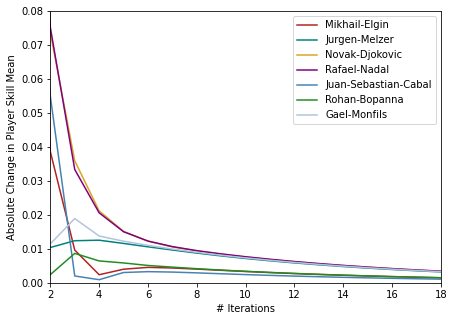 0.08
0.07
0.06
0.05
0.04
0.03
0.02
0.01
0.00
Absolute Change in Player Skill Mean
Mikhail-Elgin
Jurgen-Melzer
Novak-Djokovic
Rafael-Nadal
Juan-Sebastian-Cabal
Rohan-Bopanna
Gael-Monfils
2 4 6 8 10 12 14 16 18
# Iterations